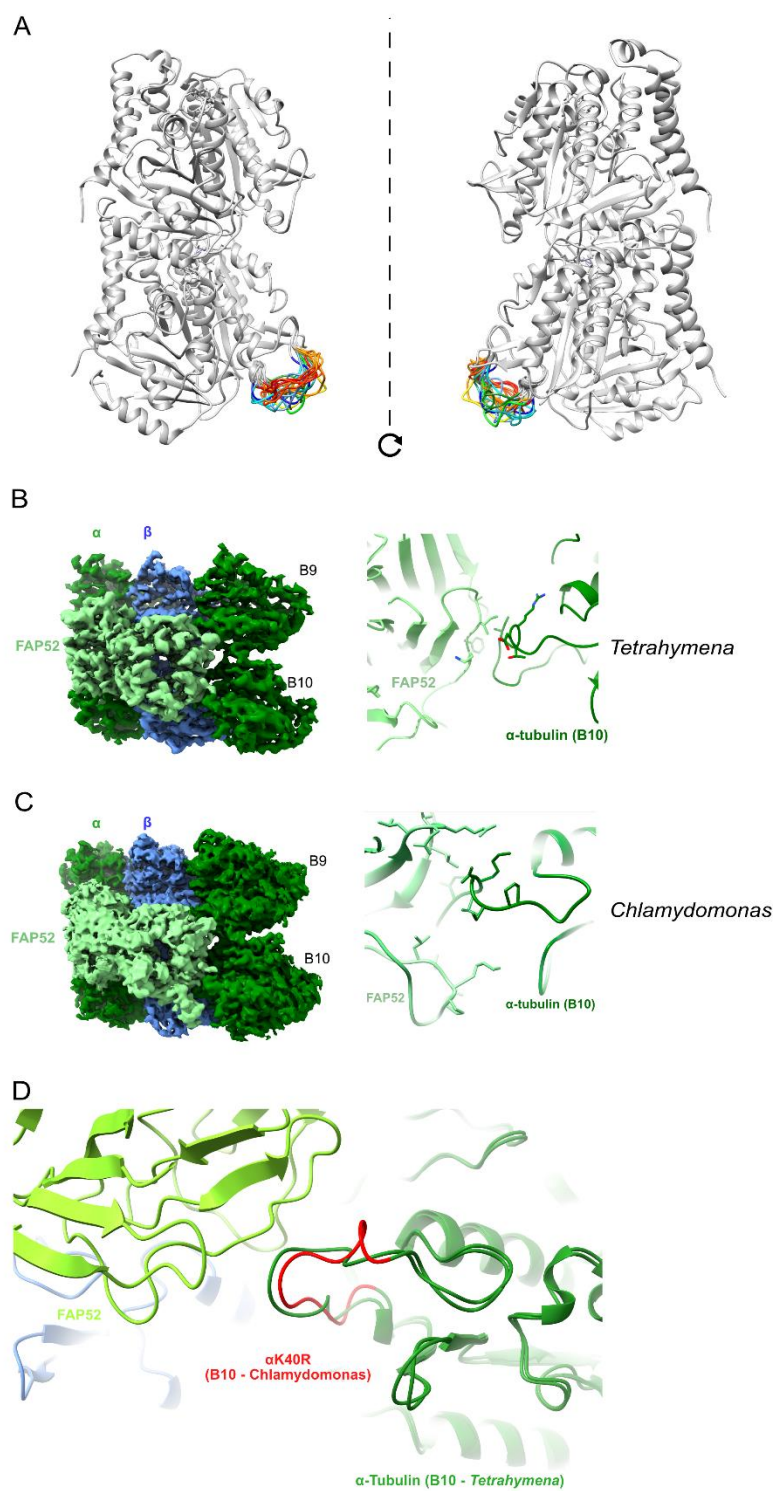 A
B
α β
B9
FAP52
B10
FAP52
α-tubulin (B10)
Tetrahymena
C
α β
B9
FAP52
B10
FAP52
α-tubulin (B10)
Chlamydomonas
D
FAP52
αK40R
(B10 - Chlamydomonas)
α-Tubulin (B10 - Tetrahymena)